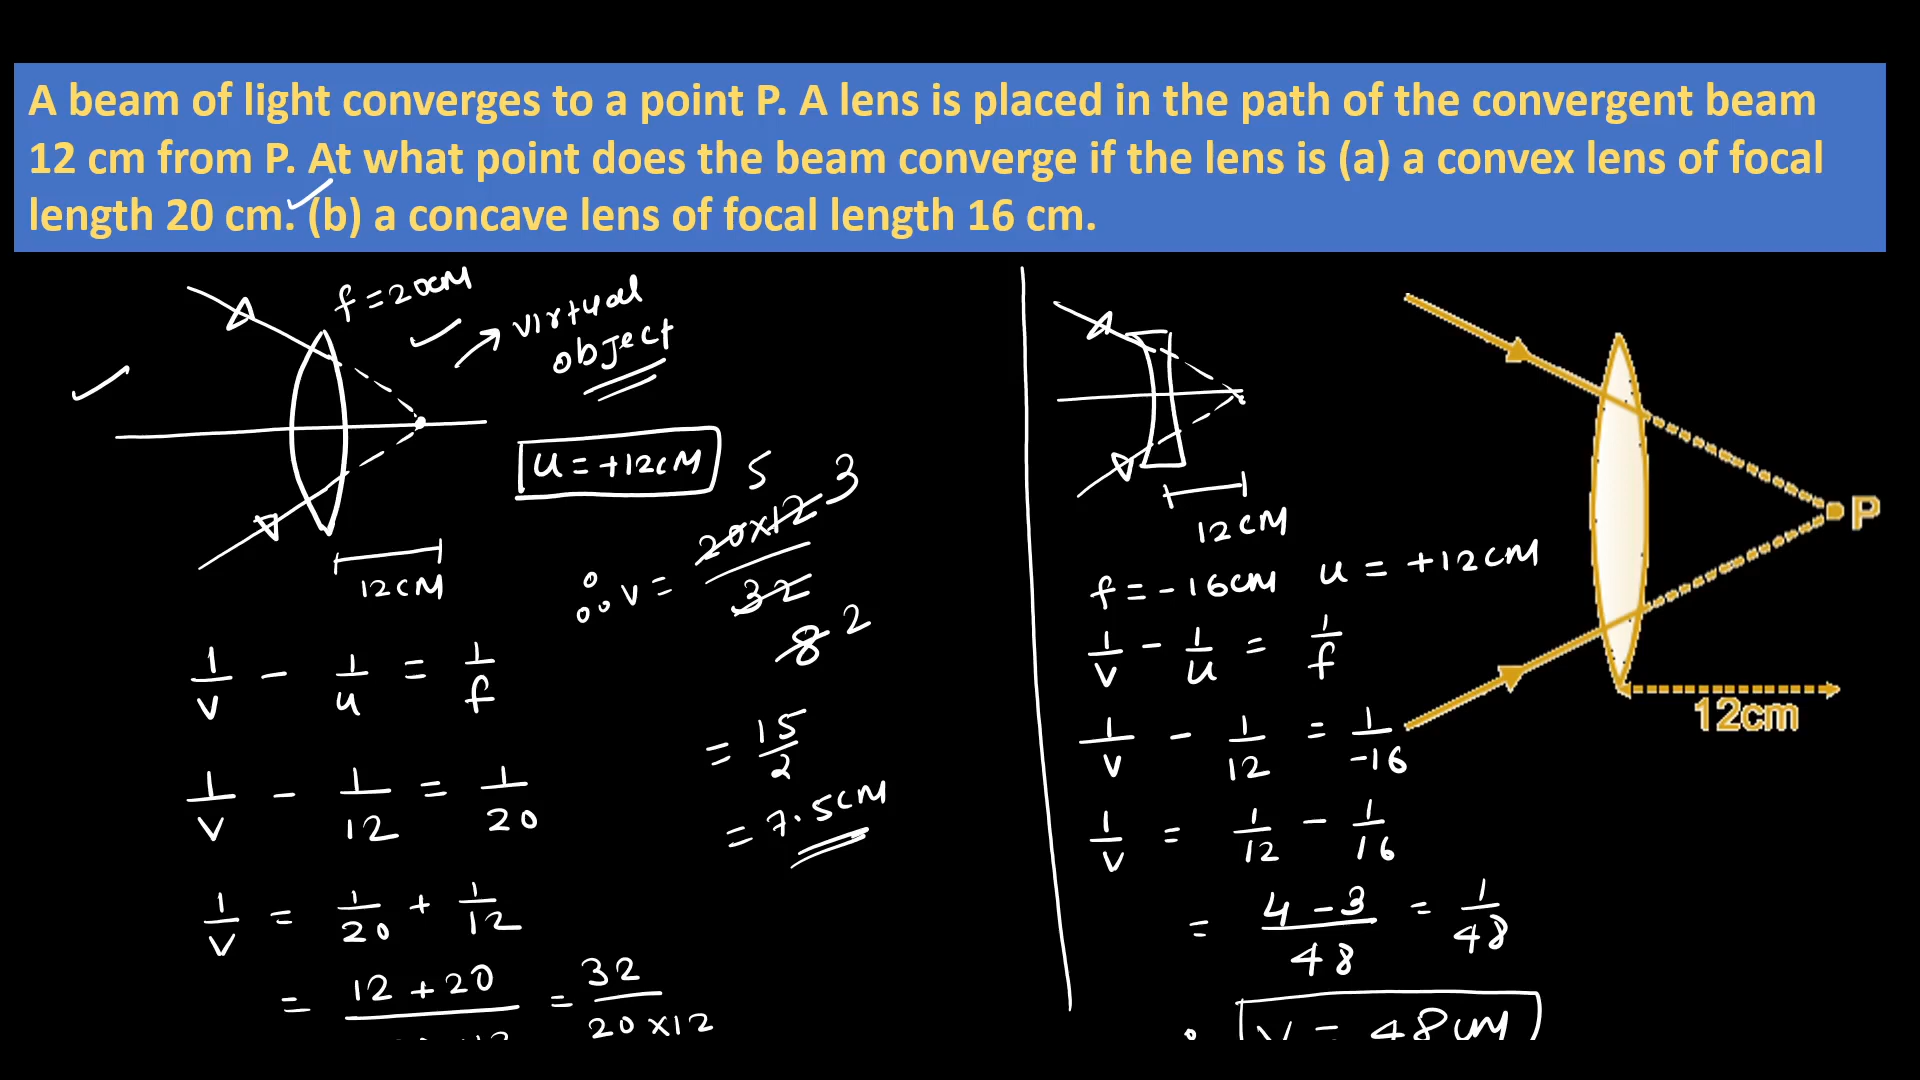 A beam of light converges to a point P. A lens is placed in the path of the convergent beam
12 cm from P. At what point does the beam converge if the lens is (a) a convex lens of focal
length 20 cm. (b) a concave lens of focal length 16 cm.
f = 20cm
virtual
object
u = +12cm
12cm
1/v - 1/u = 1/f
1/v - 1/12 = 1/20
1/v = 1/20 + 1/12
= 12 + 20
= 32/20 x 12
∴ v = 20x12/32
5
3
8
2
= 15/2
= 7.5cm
12cm
f = -16cm u = +12cm
1/v - 1/u = 1/f
1/v - 1/12 = 1/-16
1/v = 1/12 - 1/16
= 4 - 3/48 = 1/48
v = 48cm
P
12cm